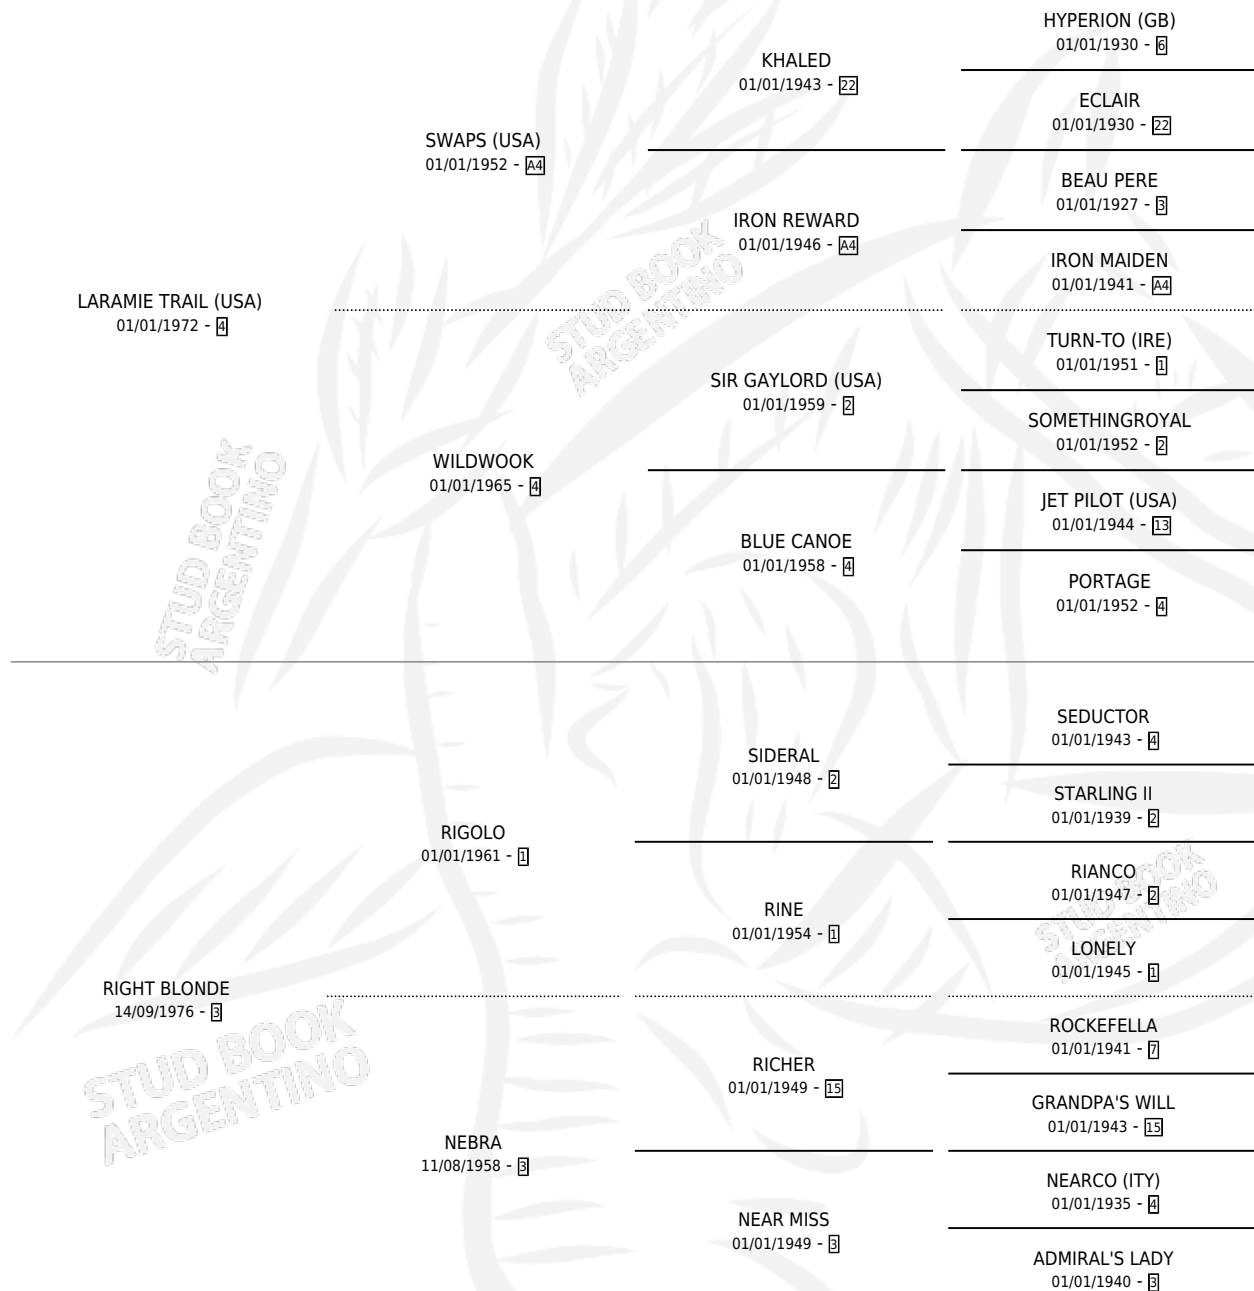 HYPERION (GB)
01/01/1930 - 6
KHALED
01/01/1943 - 22
ECLAIR
01/01/1930 - 22
SWAPS (USA)
01/01/1952 - A4
BEAU PERE
01/01/1927 - 3
IRON REWARD
01/01/1946 - A4
IRON MAIDEN
01/01/1941 - A4
LARAMIE TRAIL (USA)
01/01/1972 - 4
TURN-TO (IRE)
01/01/1951 - 1
SIR GAYLORD (USA)
01/01/1959 - 2
SOMETHINGROYAL
01/01/1952 - 2
WILDWOOK
01/01/1965 - 4
JET PILOT (USA)
01/01/1944 - 13
BLUE CANOE
01/01/1958 - 4
PORTAGE
01/01/1952 - 4
SEDUCTOR
01/01/1943 - 4
SIDERAL
01/01/1948 - 2
STARLING II
01/01/1939 - 2
RIGOLO
01/01/1961 - 1
RIANCO
01/01/1947 - 2
RINE
01/01/1954 - 1
LONELY
01/01/1945 - 1
RIGHT BLONDE
14/09/1976 - 3
ROCKEFELLA
01/01/1941 - 7
RICHER
01/01/1949 - 15
GRANDPA'S WILL
01/01/1943 - 15
NEBRA
11/08/1958 - 3
NEARCO (ITY)
01/01/1935 - 4
NEAR MISS
01/01/1949 - 3
ADMIRAL'S LADY
01/01/1940 - 3
STUD BOOK
ARGENTINO
STUD BOOK
ARGENTINO
STUD BOOK
ARGENTINO
STUD BOOK
ARGENTINO